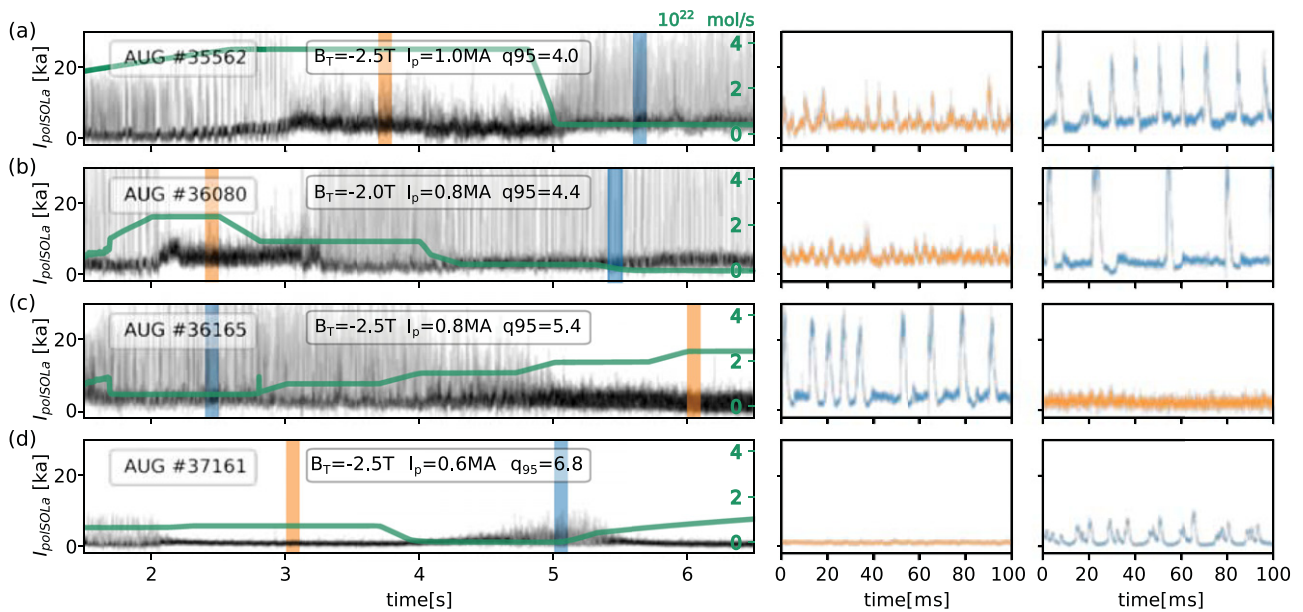 10²² mol/s
(a)
I_polSOLa [ka]
AUG #35562
B_T=-2.5T I_p=1.0MA q95=4.0
20
0
4
2
0
(b)
I_polSOLa [ka]
AUG #36080
B_T=-2.0T I_p=0.8MA q95=4.4
20
0
4
2
0
(c)
I_polSOLa [ka]
AUG #36165
B_T=-2.5T I_p=0.8MA q95=5.4
20
0
4
2
0
(d)
I_polSOLa [ka]
AUG #37161
B_T=-2.5T I_p=0.6MA q_95=6.8
20
0
4
2
0
2 3 4 5 6
time[s]
0 20 40 60 80 100
time[ms]
0 20 40 60 80 100
time[ms]